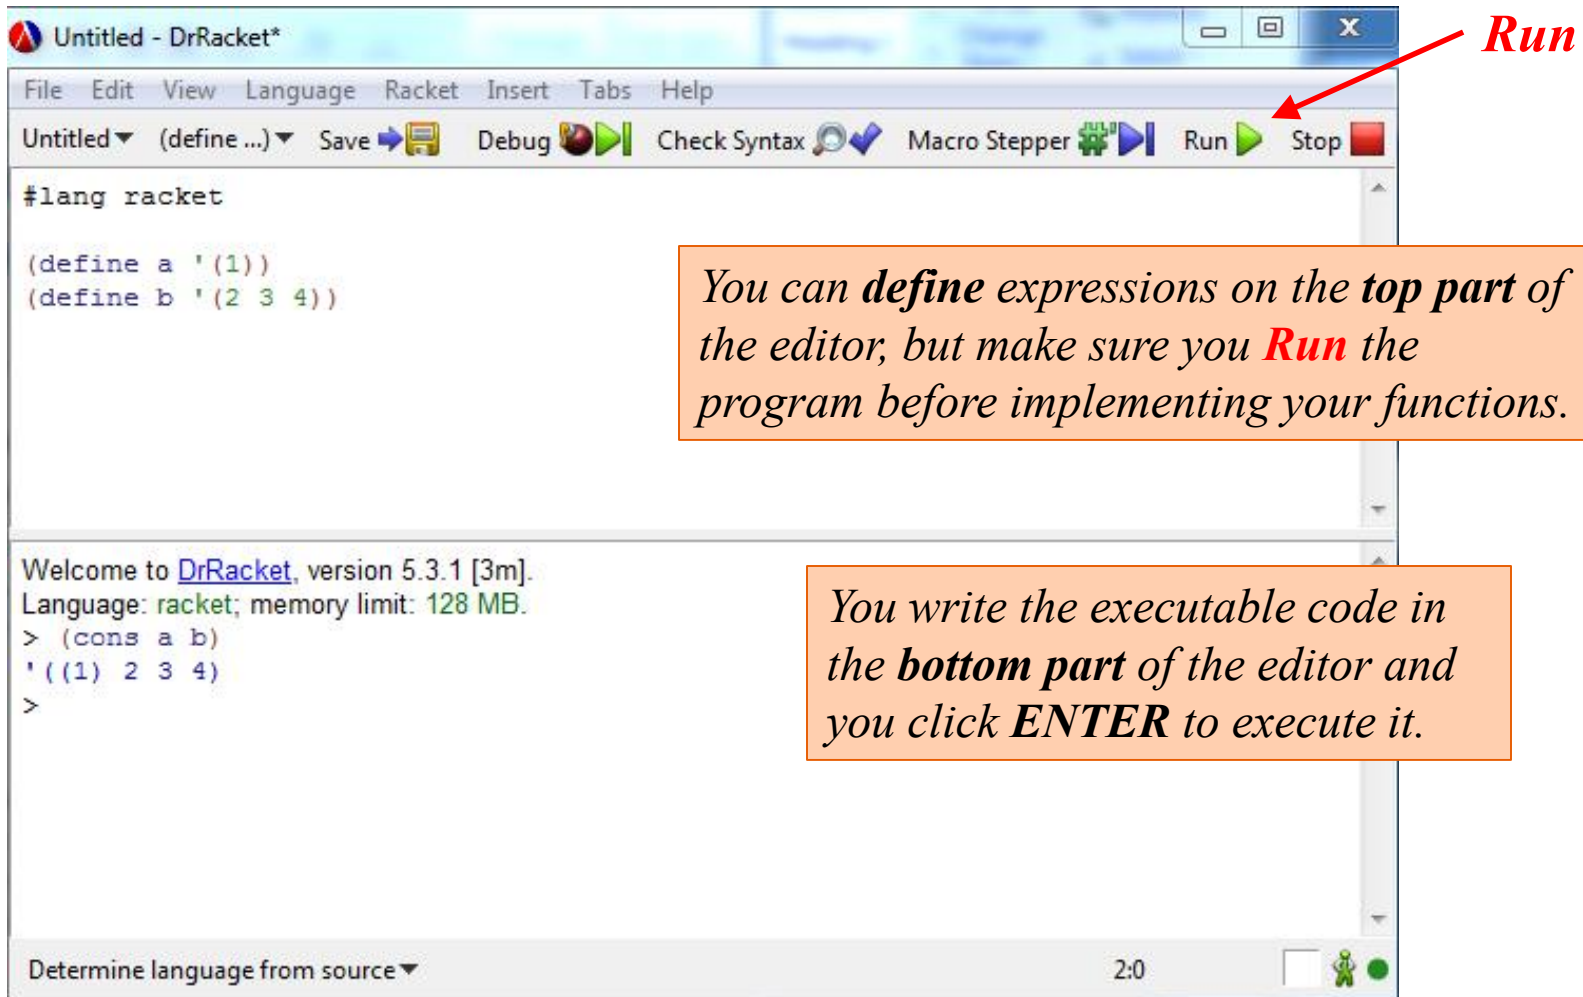 Untitled - DrRacket*
Run
File Edit View Language Racket Insert Tabs Help
Untitled (define ...) Save Debug Check Syntax Macro Stepper #' Run Stop
#lang racket
(define a '(1))
(define b '(2 3 4))
You can define expressions on the top part of
the editor, but make sure you Run the
program before implementing your functions.
Welcome to DrRacket, version 5.3.1 [3m].
Language: racket; memory limit: 128 MB.
> (cons a b)
'((1) 2 3 4)
>
You write the executable code in
the bottom part of the editor and
you click ENTER to execute it.
Determine language from source 2:0